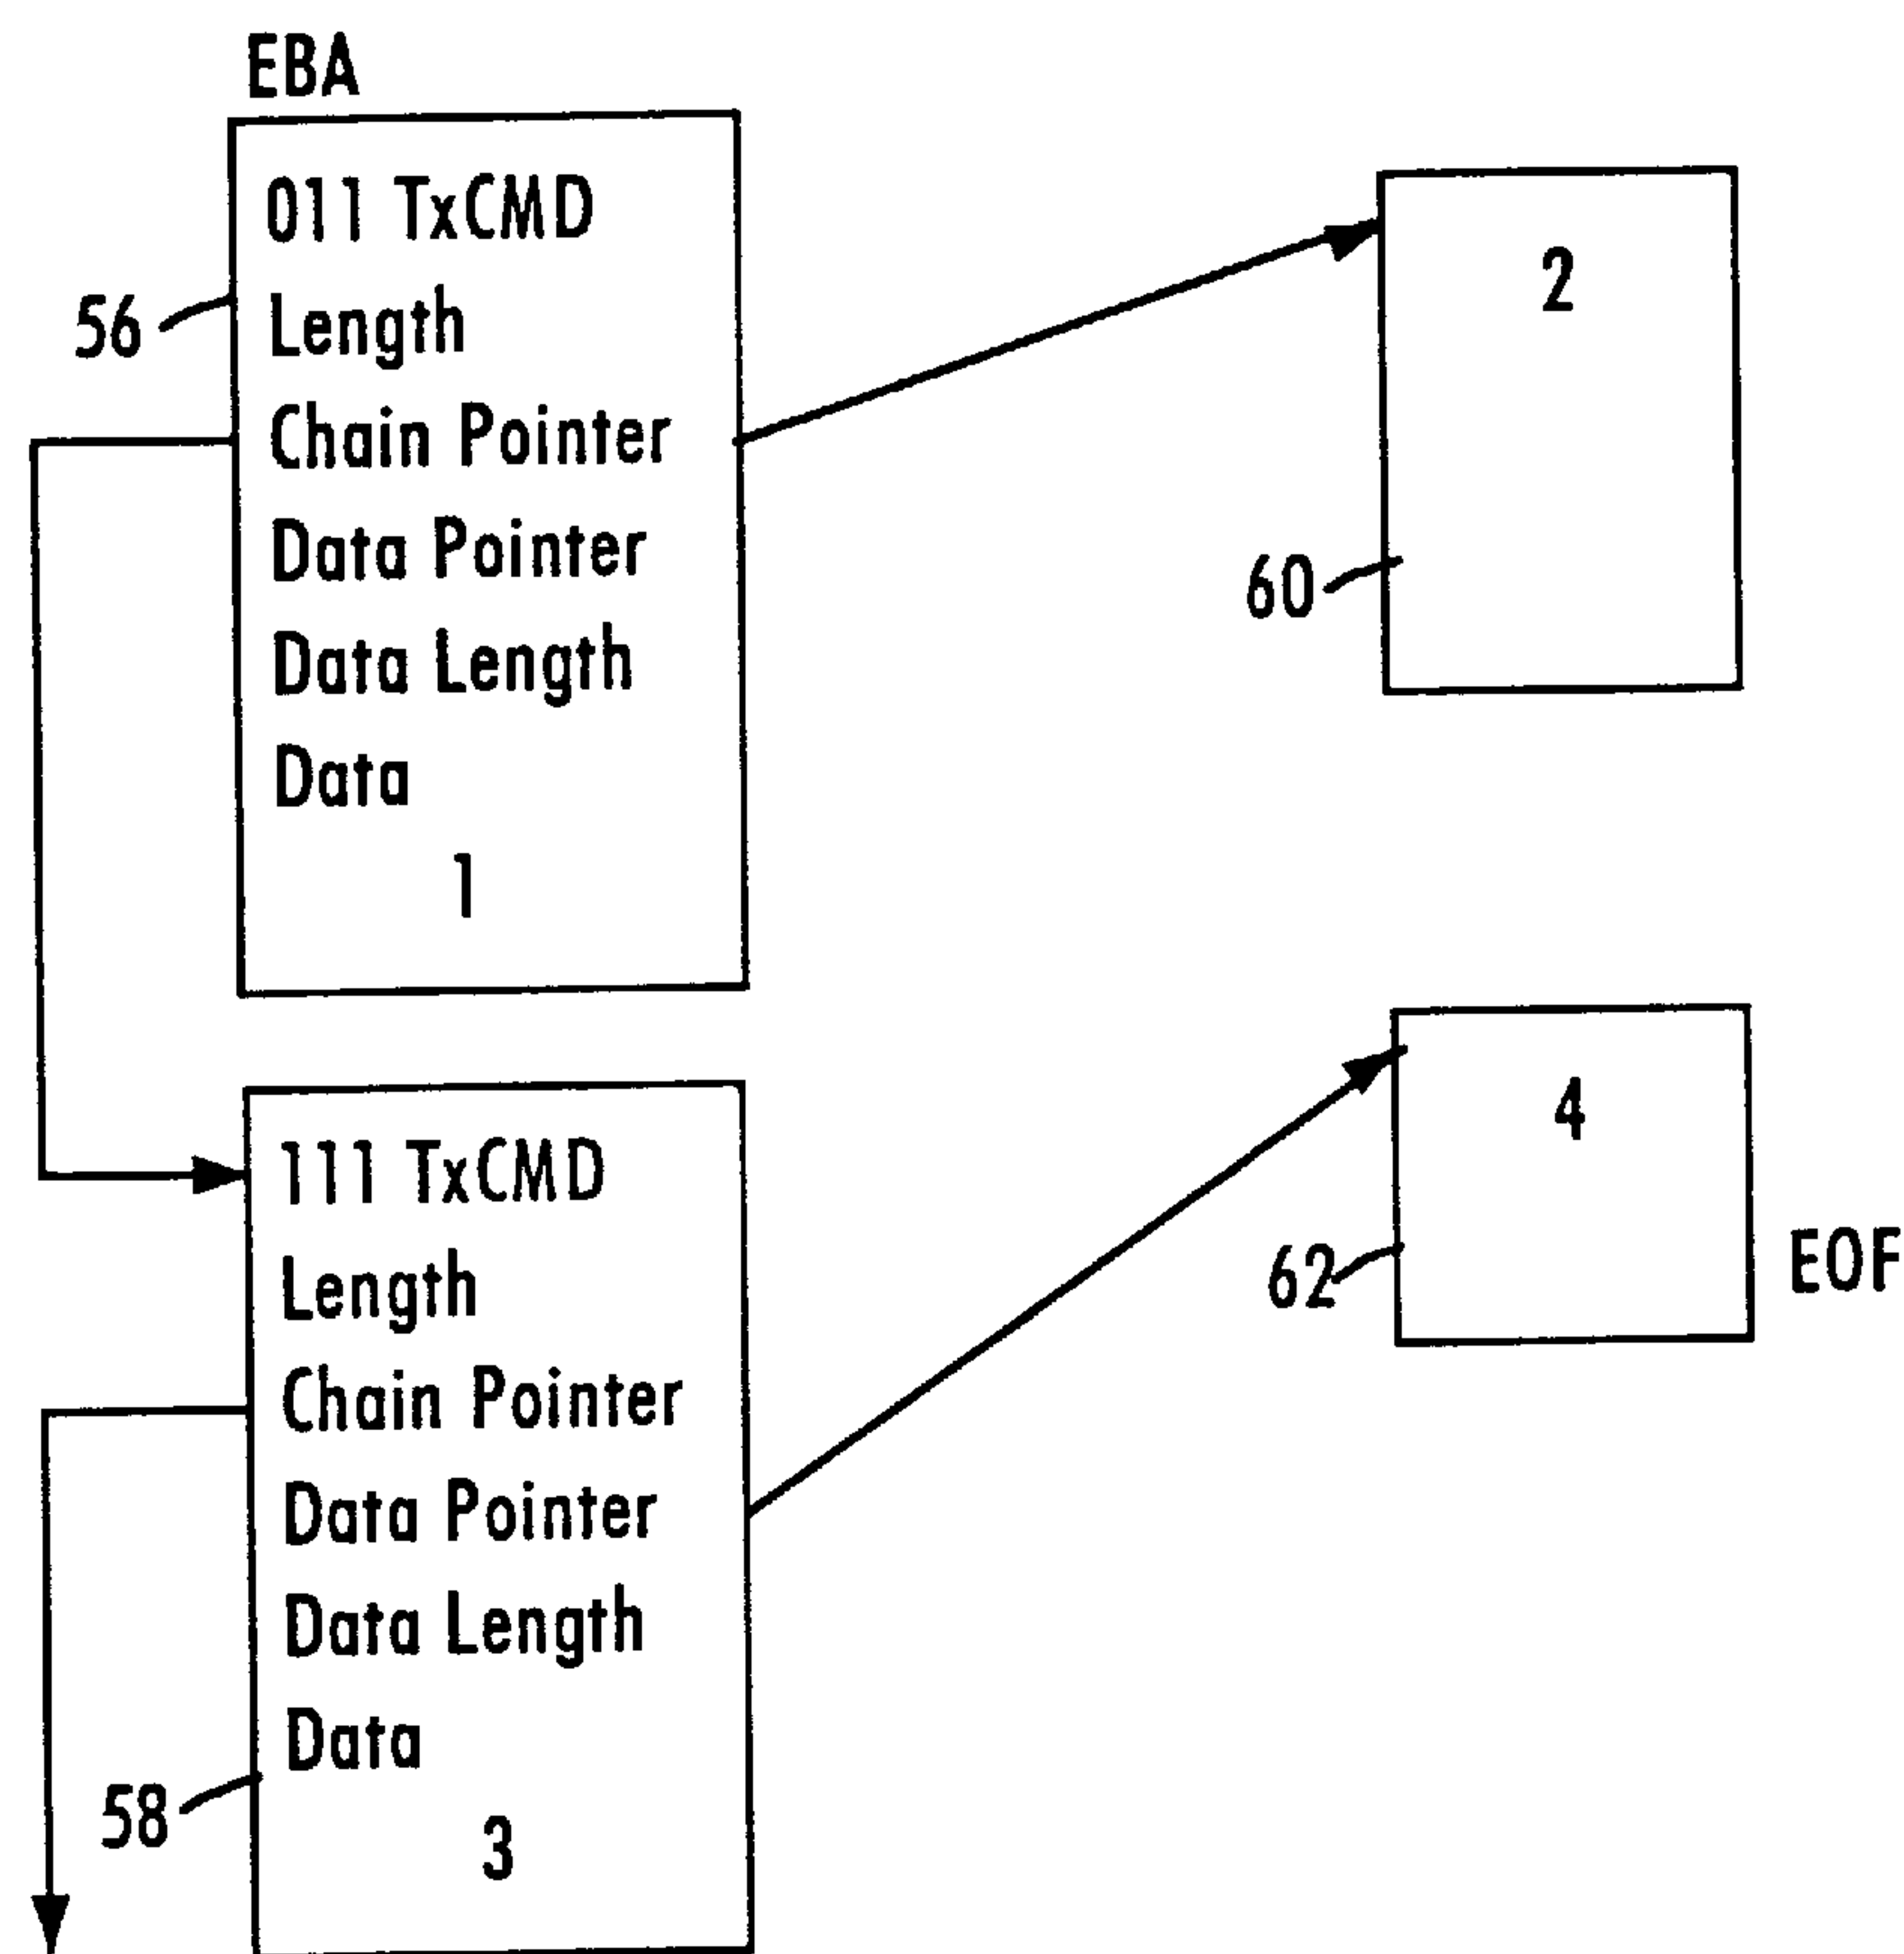 EBA
011 TxCMD
56
Length
Chain Pointer
Data Pointer
Data Length
Data
1
2
60
111 TxCMD
Length
Chain Pointer
Data Pointer
Data Length
Data
58
3
4
62
EOF